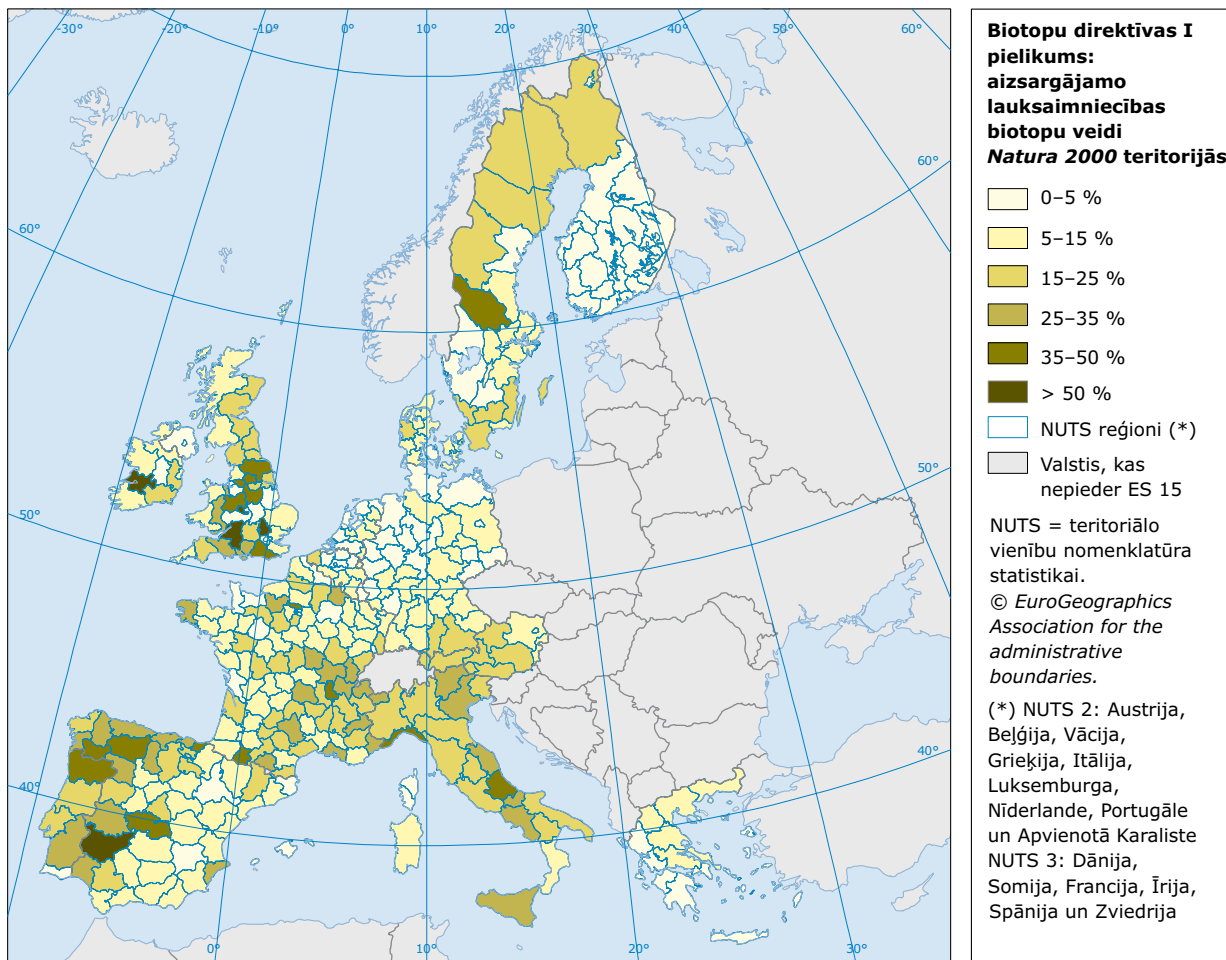 -30°
-20°
-10°
0°
10°
20°
30°
40°
50°
60°
70°
60°
60°
50°
50°
40°
40°
0°
10°
20°
30°
Biotopu direktīvas I
pielikums:
aizsargājamo
lauksaimniecības
biotopu veidi
Natura 2000 teritorijās
0–5 %
5–15 %
15–25 %
25–35 %
35–50 %
> 50 %
NUTS reģioni (*)
Valstis, kas
nepieder ES 15
NUTS = teritoriālo
vienību nomenklatūra
statistikai.
© EuroGeographics
Association for the
administrative
boundaries.
(*) NUTS 2: Austrija,
Beļģija, Vācija,
Grieķija, Itālija,
Luksemburga,
Nīderlande, Portugāle
un Apvienotā Karaliste
NUTS 3: Dānija,
Somija, Francija, Īrija,
Spānija un Zviedrija